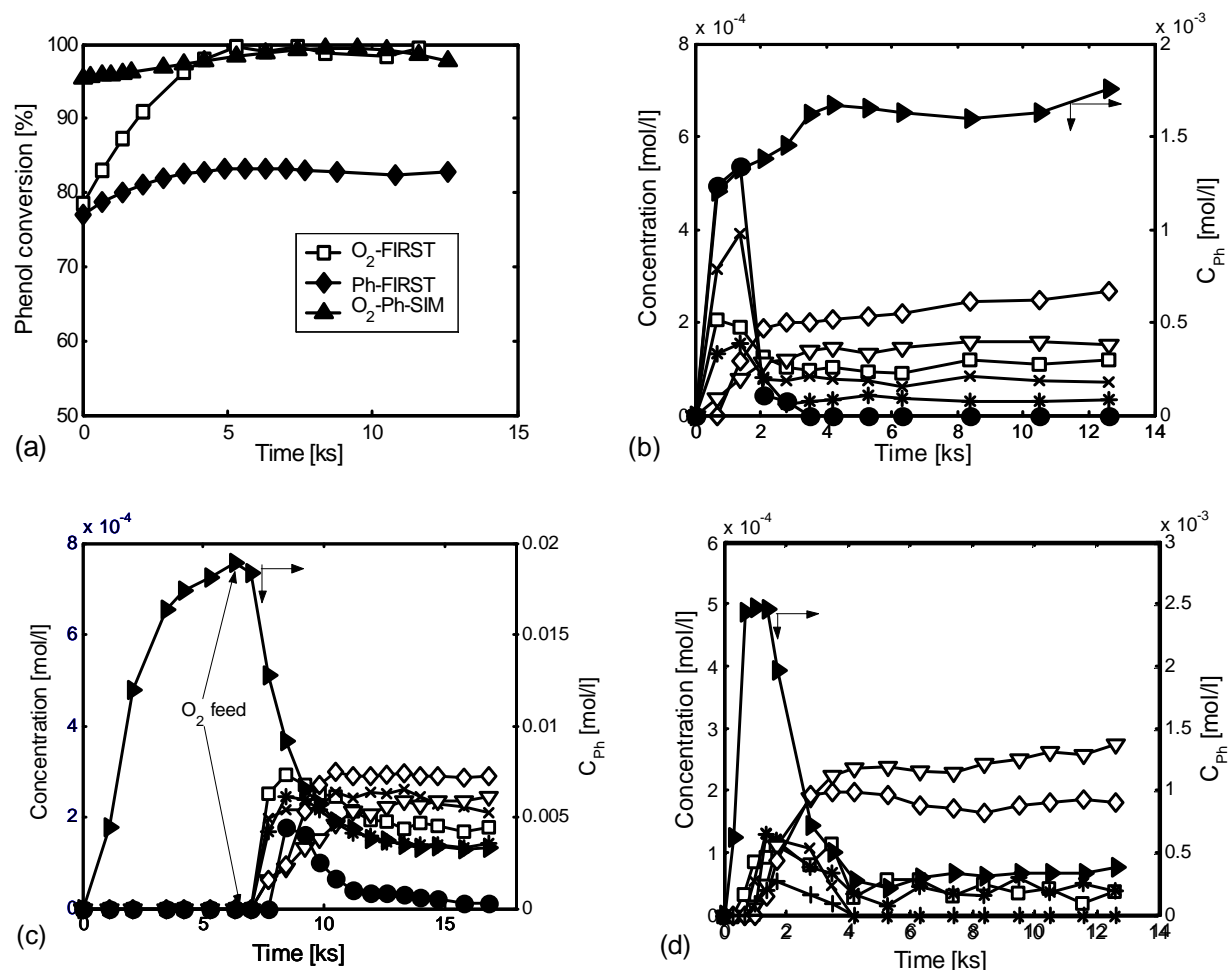 100
90
80
70
60
50
Phenol conversion [%]
O2-FIRST
Ph-FIRST
O2-Ph-SIM
0
5
10
15
Time [ks]
(a)
x 10-4
8
6
4
2
0
Concentration [mol/l]
x 10-3
2
1.5
1
0.5
0
CPh [mol/l]
0
2
4
6
8
10
12
14
Time [ks]
(b)
x 10-4
8
6
4
2
0
Concentration [mol/l]
O2 feed
0.02
0.015
0.01
0.005
0
CPh [mol/l]
0
5
10
15
Time [ks]
(c)
x 10-4
6
5
4
3
2
1
0
Concentration [mol/l]
x 10-3
3
2.5
2
1.5
1
0.5
0
CPh [mol/l]
0
2
4
6
8
10
12
14
Time [ks]
(d)